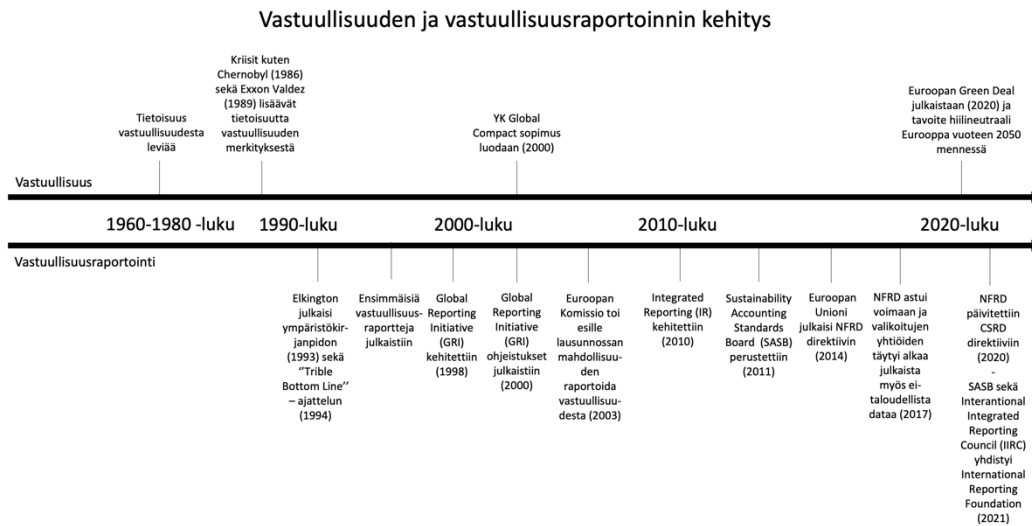 Vastuullisuuden ja vastuullisuusraportoinnin kehitys
Tietoisuus
vastuullisuudesta
leviää
Kriisit kuten
Chernobyl (1986)
sekä Exxon Valdez
(1989) lisäävät
tietoisuutta
vastuullisuuden
merkityksestä
YK Global
Compact sopimus
luodaan (2000)
Euroopan Green Deal
julkaistaan (2020) ja
tavoite hiilineutraali
Eurooppa vuoteen 2050
mennessä
Vastuullisuus
1960-1980 -luku
1990-luku
2000-luku
2010-luku
2020-luku
Vastuullisuusraportointi
Elkington
julkaisi
ympäristökir-
janpidon
(1993) sekä
"Trible
Bottom Line"
– ajattelun
(1994)
Ensimmäisiä
vastuullisuus-
raportteja
julkaistiin
Global
Reporting
Initiative (GRI)
kehitettiin
(1998)
Global
Reporting
Initiative (GRI)
ohjeistukset
julkaistiin
(2000)
Euroopan
Komissio toi
esille
lausunnossan
mahdollisuu-
den
raportoida
vastuullisuu-
desta (2003)
Integrated
Reporting (IR)
kehitettiin
(2010)
Sustainability
Accounting
Standards
Board (SASB)
perustettiin
(2011)
Euroopan
Unioni
julkaisi NFRD
direktiivin
(2014)
NFRD astui
voimaan ja
valikoitujen
yhtiöiden
täytyi alkaa
julkaista
myös ei-
taloudellista
dataa (2017)
NFRD
päivitettiin
CSRD
direktiiviin
(2020)
-
SASB sekä
Interantional
Integrated
Reporting
Council (IIRC)
yhdistyi
International
Reporting
Foundation
(2021)